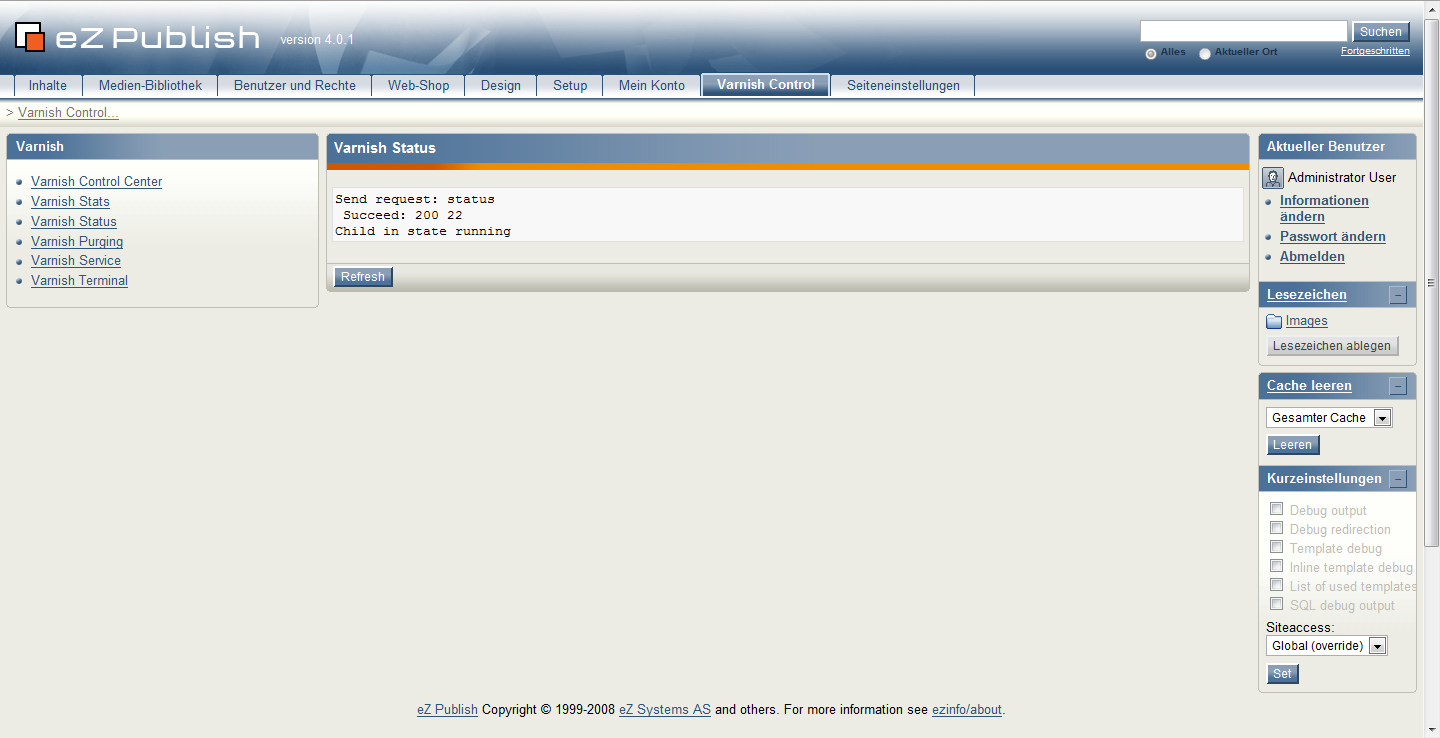 eZ Publish version 4.0.1
Suchen
Alles Aktueller Ort Fortgeschritten
Inhalte Medien-Bibliothek Benutzer und Rechte Web-Shop Design Setup Mein Konto Varnish Control Seiteneinstellungen
> Varnish Control...
Varnish
Varnish Control Center
Varnish Stats
Varnish Status
Varnish Purging
Varnish Service
Varnish Terminal
Varnish Status
Send request: status
Succeed: 200 22
Child in state running
Refresh
Aktueller Benutzer
Administrator User
Informationen
ändern
Passwort ändern
Abmelden
Lesezeichen
Images
Lesezeichen ablegen
Cache leeren
Gesamter Cache
Leeren
Kurzeinstellungen
Debug output
Debug redirection
Template debug
Inline template debug
List of used templates
SQL debug output
Siteaccess:
Global (override)
Set
eZ Publish Copyright © 1999-2008 eZ Systems AS and others. For more information see ezinfo/about.